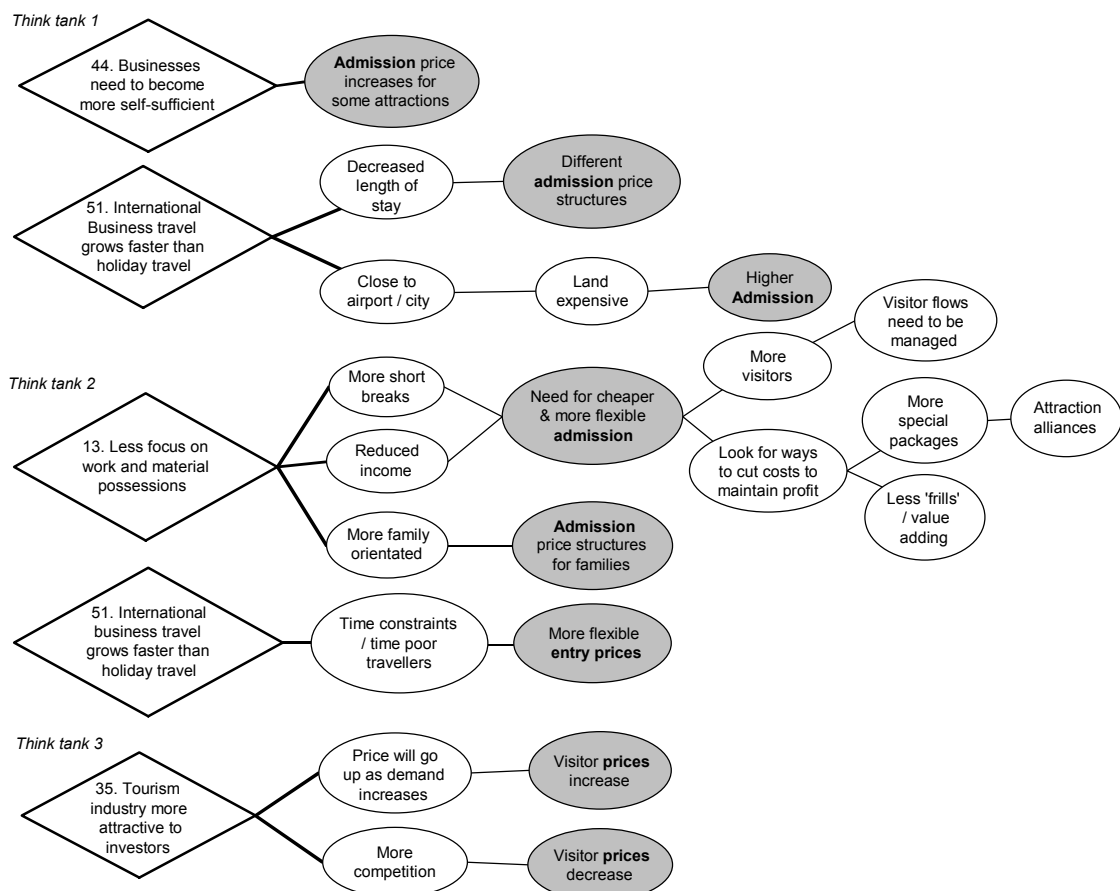 Think tank 1
44. Businesses
need to become
more self-sufficient
Admission price
increases for
some attractions
51. International
Business travel
grows faster than
holiday travel
Decreased
length of
stay
Different
admission price
structures
Close to
airport / city
Land
expensive
Higher
Admission
Think tank 2
13. Less focus on
work and material
possessions
More short
breaks
Reduced
income
Need for cheaper
& more flexible
admission
More
visitors
Visitor flows
need to be
managed
Look for ways
to cut costs to
maintain profit
More
special
packages
Attraction
alliances
Less 'frills'
/ value
adding
More family
orientated
Admission
price structures
for families
51. International
business travel
grows faster than
holiday travel
Time constraints
/ time poor
travellers
More flexible
entry prices
Think tank 3
35. Tourism
industry more
attractive to
investors
Price will go
up as demand
increases
Visitor prices
increase
More
competition
Visitor prices
decrease